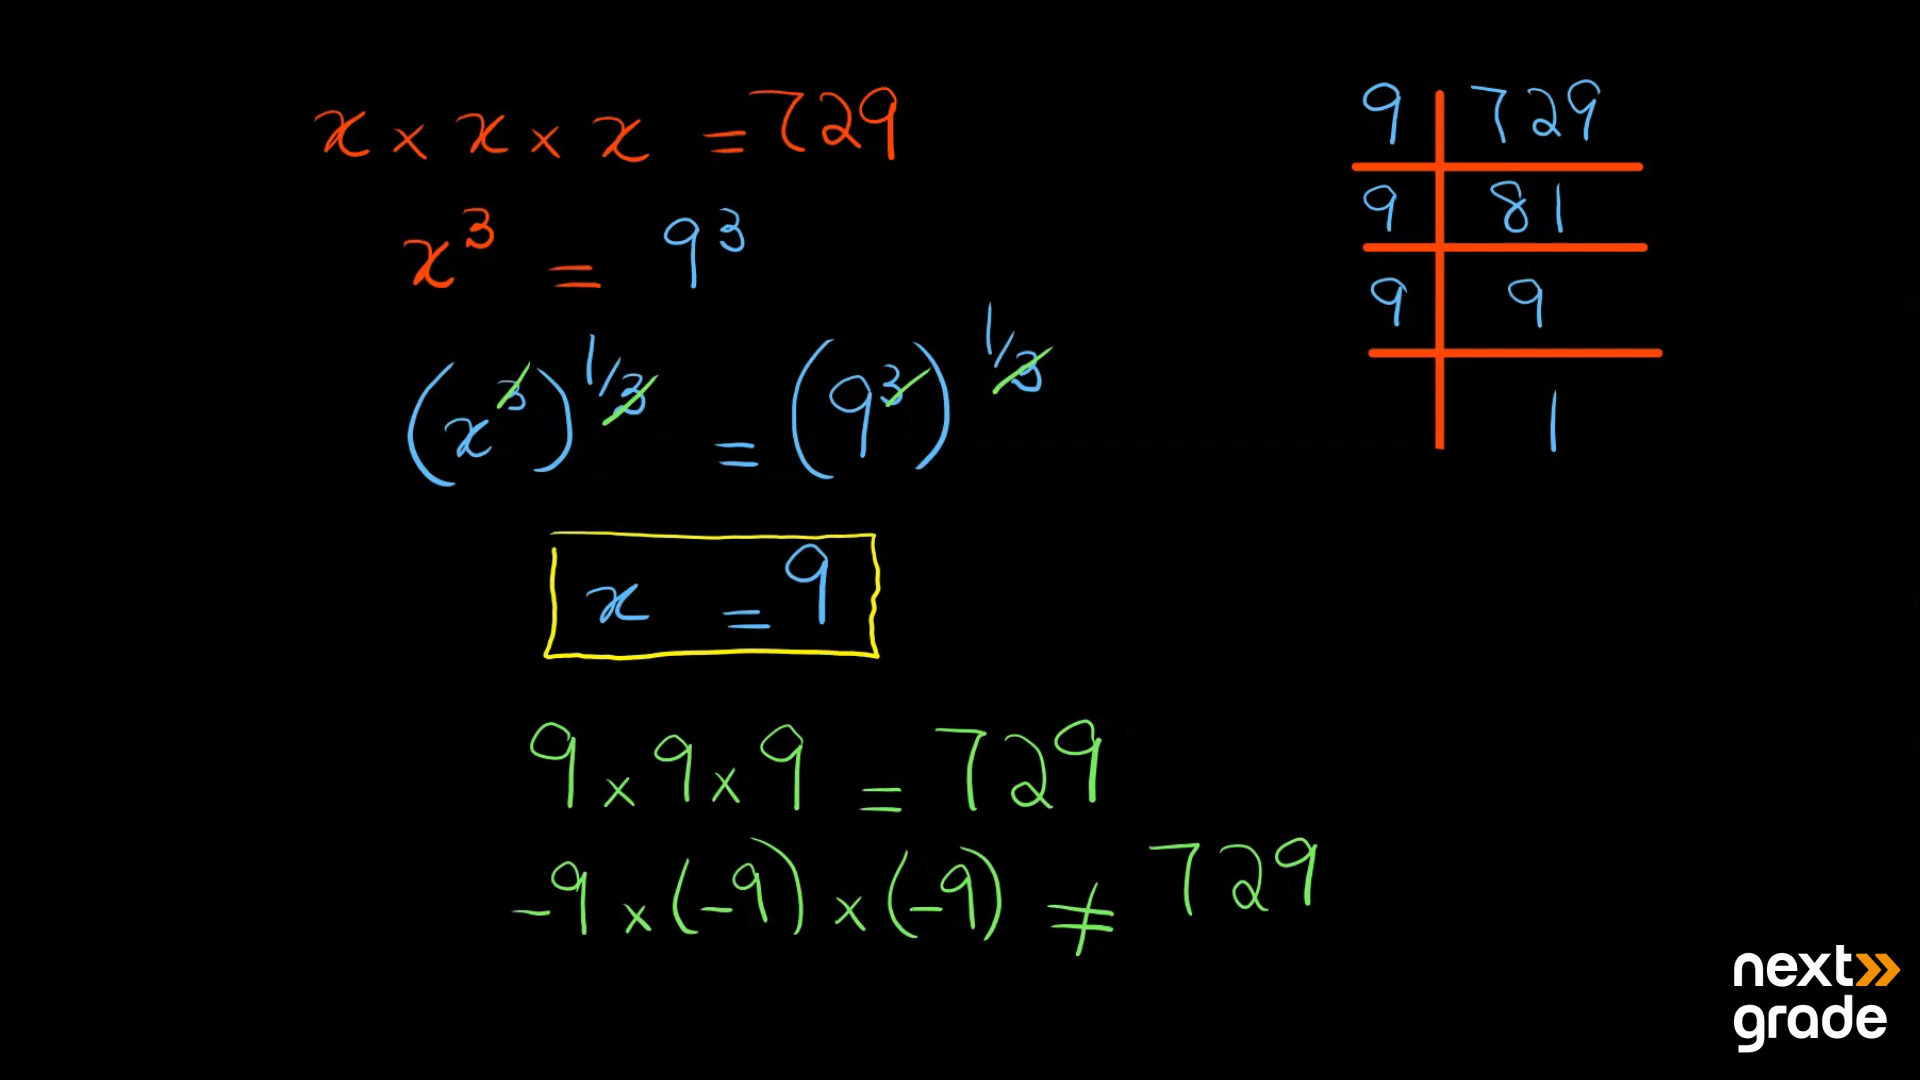 x × x × x = 729
x³ = 9³
(x³)^1/3 = (9³)^1/3
x = 9
9 × 9 × 9 = 729
-9 × (-9) × (-9) ≠ 729
9 | 729
9 | 81
9 | 9
| 1
next
grade